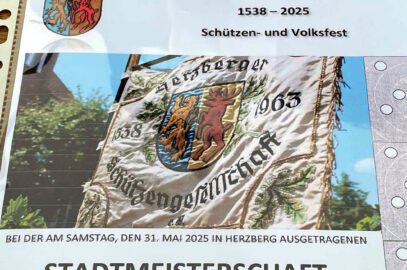 1538 – 2025
Schützen- und Volksfest
Herzberger
1538 1963
Schützengesellschaft
BEI DER AM SAMSTAG, DEN 31. MAI 2025 IN HERZBERG AUSGETRAGENEN
STADTMEISTERSCHAFT